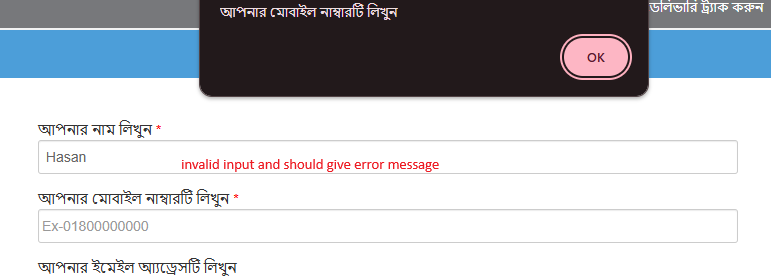 আপনার মোবাইল নাম্বারটি লিখুন
ডেলিভারি ট্র্যাক করুন
OK
আপনার নাম লিখুন *
Hasan
invalid input and should give error message
আপনার মোবাইল নাম্বারটি লিখুন *
Ex-01800000000
আপনার ইমেইল অ্যাড্রেসটি লিখুন